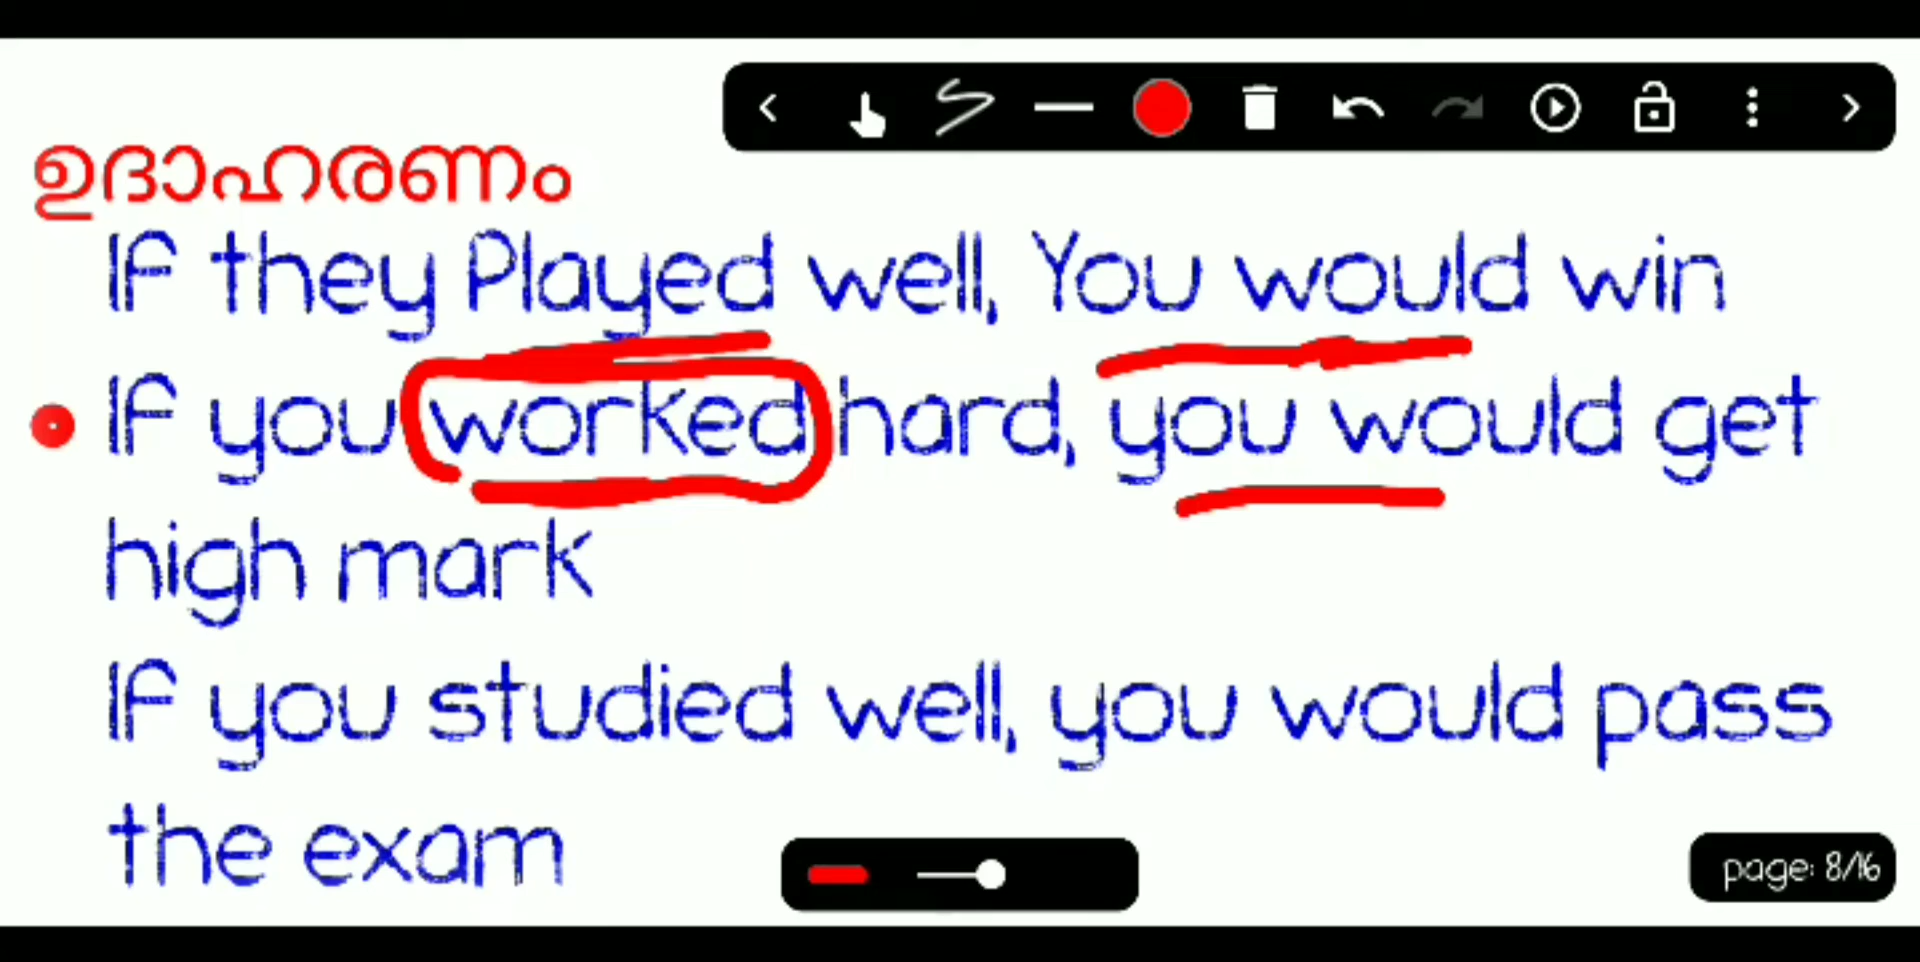 ഉദാഹരണം
If they Played well, You would win
If you worked hard, you would get
high mark
If you studied well, you would pass
the exam
page: 8/16